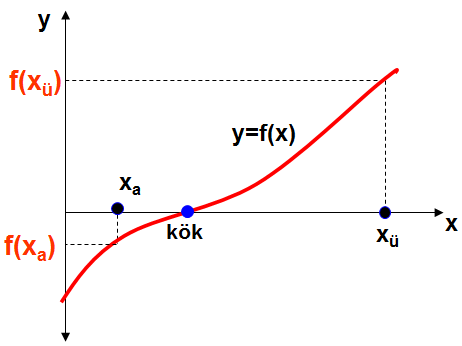 y
f(xü)
y=f(x)
xa
x
kök
xü
f(xa)